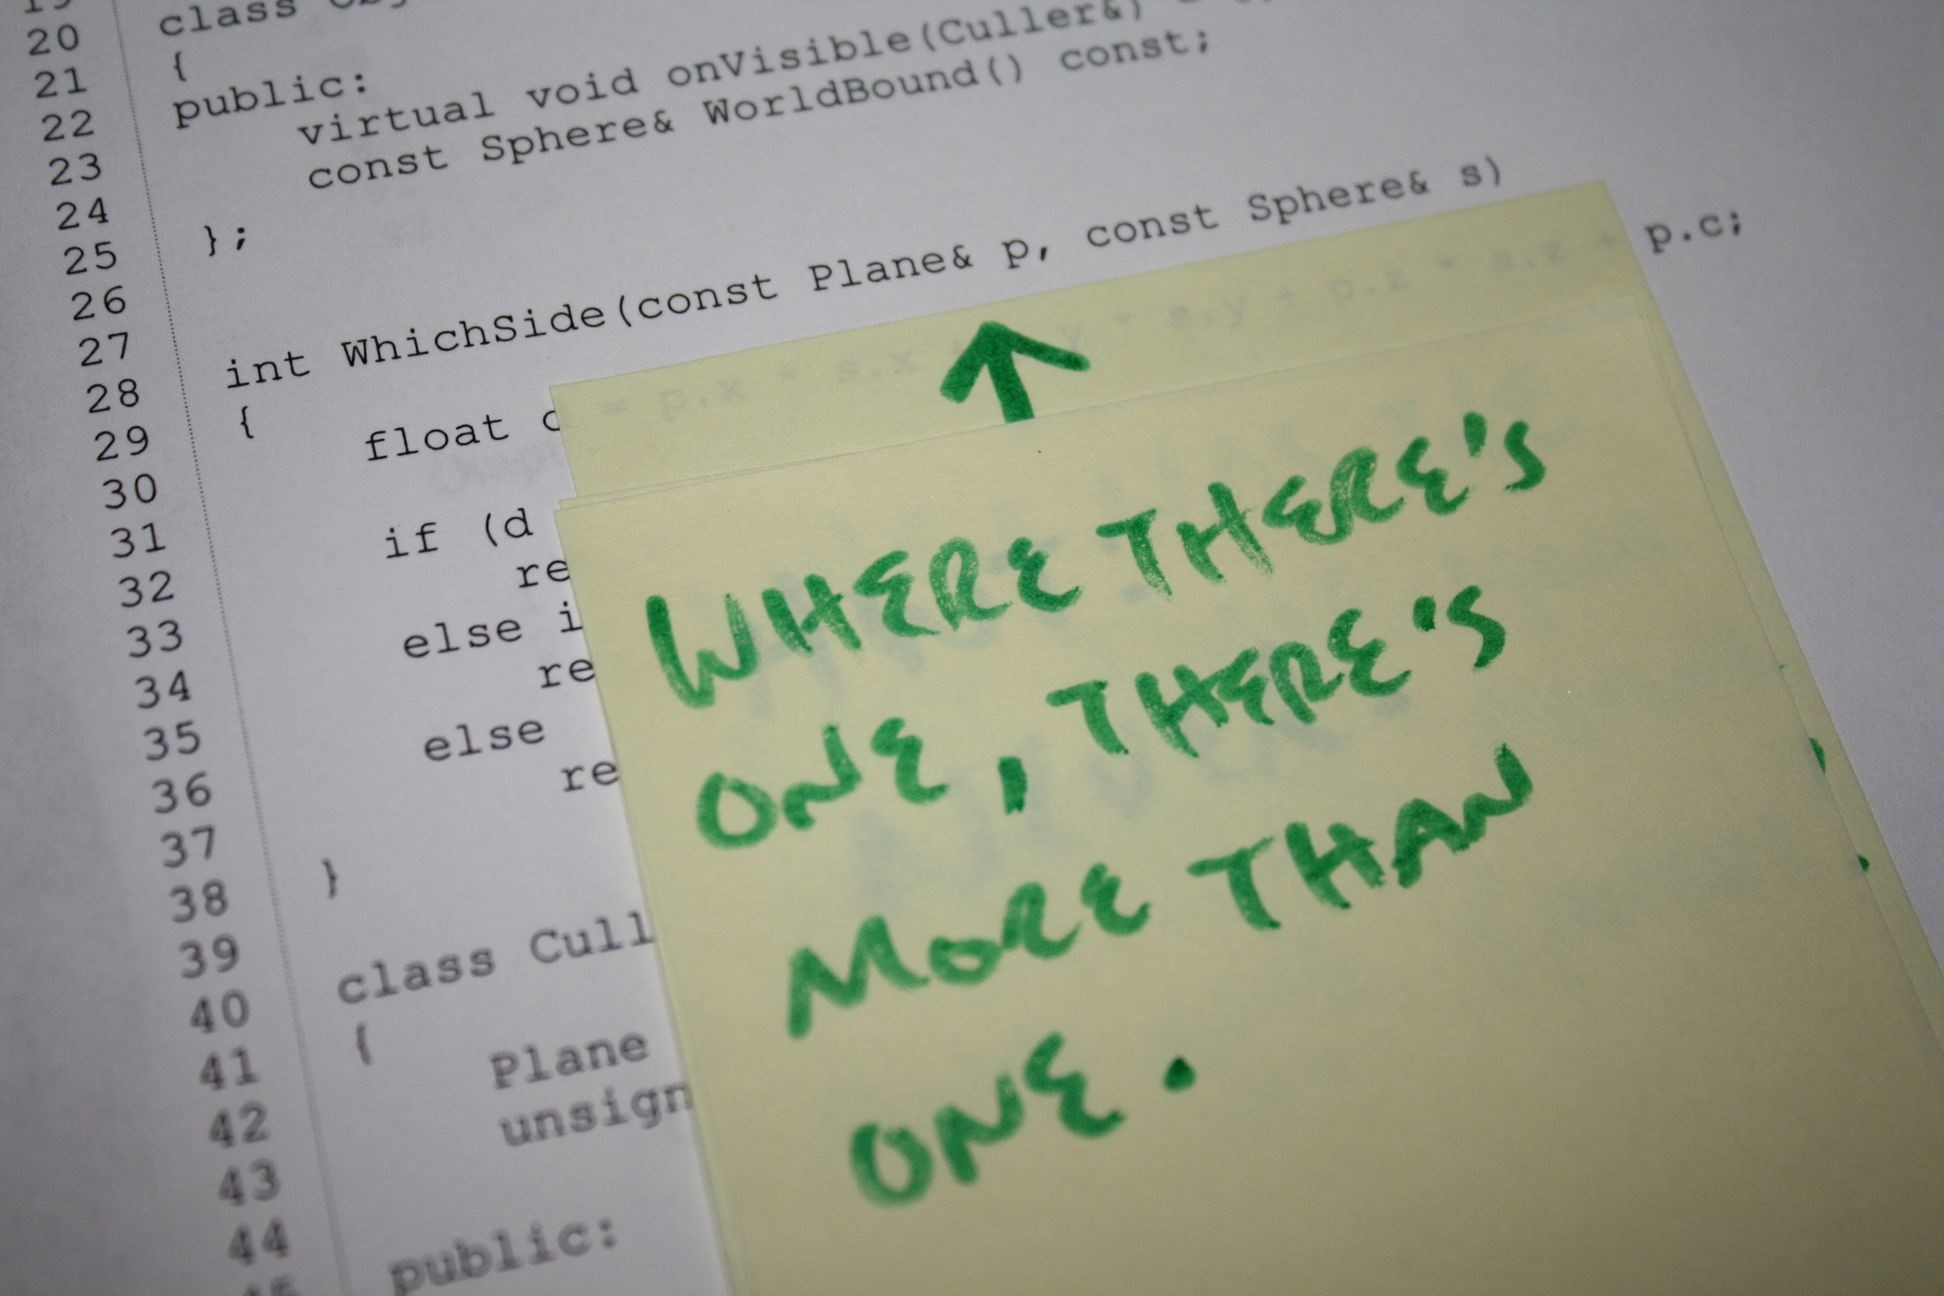 19
20 class
21 {
22 public:
23 virtual void onVisible(Culler&)
24 const Sphere& WorldBound() const;
25 };
26
27
28 int WhichSide(const Plane& p, const Sphere& s)
29 {
30 float d = p.x * s.x + p.y * s.y + p.z * s.z + p.c;
31
32 if (d
33 re
34 else i
35 re
36 else
37 re
38 }
39
40 class Cull
41 {
42 Plane
43 unsign
44
45 public:
↑
WHERE THERE'S
ONE, THERE'S
MORE THAN
ONE.